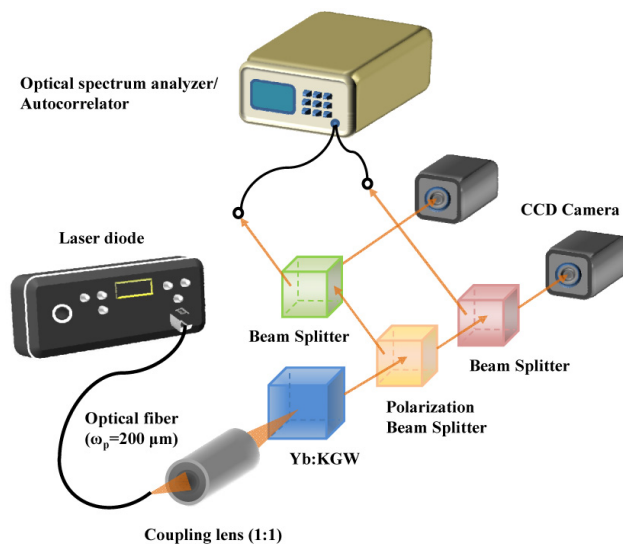 Optical spectrum analyzer/
Autocorrelator
CCD Camera
Laser diode
Beam Splitter
Beam Splitter
Polarization
Beam Splitter
Optical fiber
(ωp=200 μm)
Yb:KGW
Coupling lens (1:1)